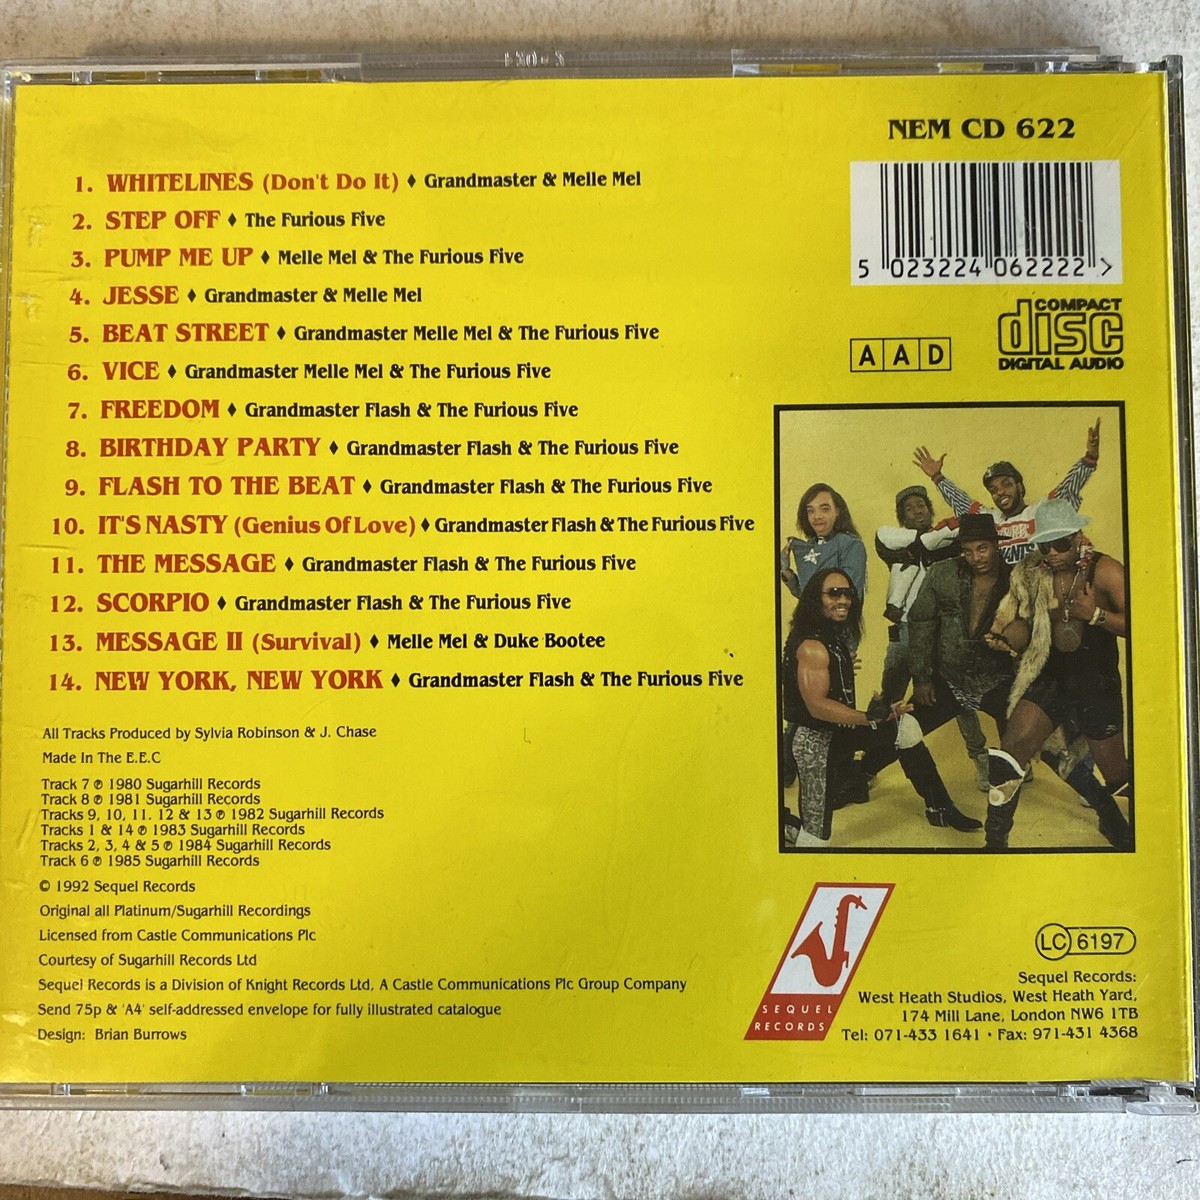 NEM CD 622
1. WHITELINES (Don't Do It) ♦ Grandmaster & Melle Mel
2. STEP OFF ♦ The Furious Five
3. PUMP ME UP ♦ Melle Mel & The Furious Five
4. JESSE ♦ Grandmaster & Melle Mel
5. BEAT STREET ♦ Grandmaster Melle Mel & The Furious Five
6. VICE ♦ Grandmaster Melle Mel & The Furious Five
7. FREEDOM ♦ Grandmaster Flash & The Furious Five
8. BIRTHDAY PARTY ♦ Grandmaster Flash & The Furious Five
9. FLASH TO THE BEAT ♦ Grandmaster Flash & The Furious Five
10. IT'S NASTY (Genius Of Love) ♦ Grandmaster Flash & The Furious Five
11. THE MESSAGE ♦ Grandmaster Flash & The Furious Five
12. SCORPIO ♦ Grandmaster Flash & The Furious Five
13. MESSAGE II (Survival) ♦ Melle Mel & Duke Bootee
14. NEW YORK, NEW YORK ♦ Grandmaster Flash & The Furious Five
5 023224 062222 >
AAD
COMPACT
disc
DIGITAL AUDIO
All Tracks Produced by Sylvia Robinson & J. Chase
Made In The E.E.C
Track 7 ℗ 1980 Sugarhill Records
Track 8 ℗ 1981 Sugarhill Records
Tracks 9, 10, 11. 12 & 13 ℗ 1982 Sugarhill Records
Tracks 1 & 14 ℗ 1983 Sugarhill Records
Tracks 2, 3, 4 & 5 ℗ 1984 Sugarhill Records
Track 6 ℗ 1985 Sugarhill Records
© 1992 Sequel Records
Original all Platinum/Sugarhill Recordings
Licensed from Castle Communications Plc
Courtesy of Sugarhill Records Ltd
Sequel Records is a Division of Knight Records Ltd, A Castle Communications Plc Group Company
Send 75p & 'A4' self-addressed envelope for fully illustrated catalogue
Design: Brian Burrows
SEQUEL
RECORDS
LC 6197
Sequel Records:
West Heath Studios, West Heath Yard,
174 Mill Lane, London NW6 1TB
Tel: 071-433 1641 • Fax: 971-431 4368